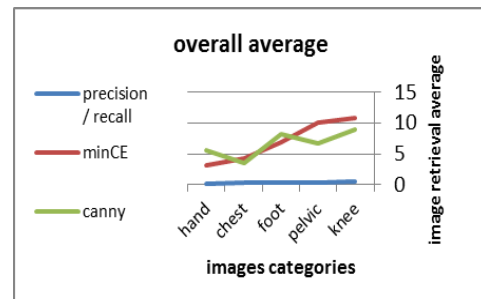 overall average
precision
/ recall
minCE
canny
15
10
5
0
image retrieval average
hand
chest
foot
pelvic
knee
images categories